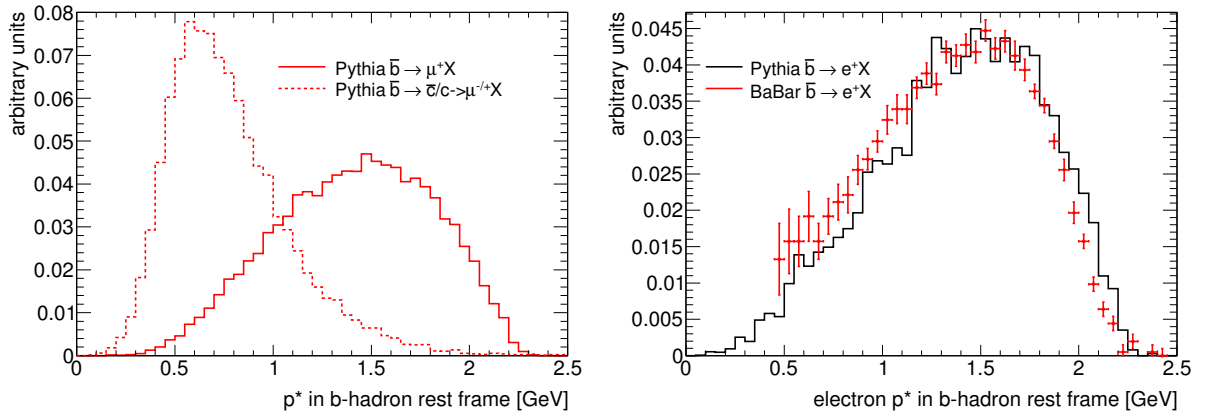 arbitrary units
0.08
0.07
0.06
0.05
0.04
0.03
0.02
0.01
0
Pythia b̅ → μ⁺X
Pythia b̅ → c̅/c->μ⁻ᐟ⁺X
0 0.5 1.0 1.5 2.0 2.5
p* in b-hadron rest frame [GeV]
arbitrary units
0.045
0.04
0.035
0.03
0.025
0.02
0.015
0.01
0.005
0
Pythia b̅ → e⁺X
BaBar b̅ → e⁺X
0 0.5 1 1.5 2 2.5
electron p* in b-hadron rest frame [GeV]